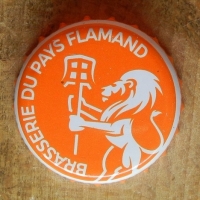 BRASSERIE DU PAYS FLAMAND